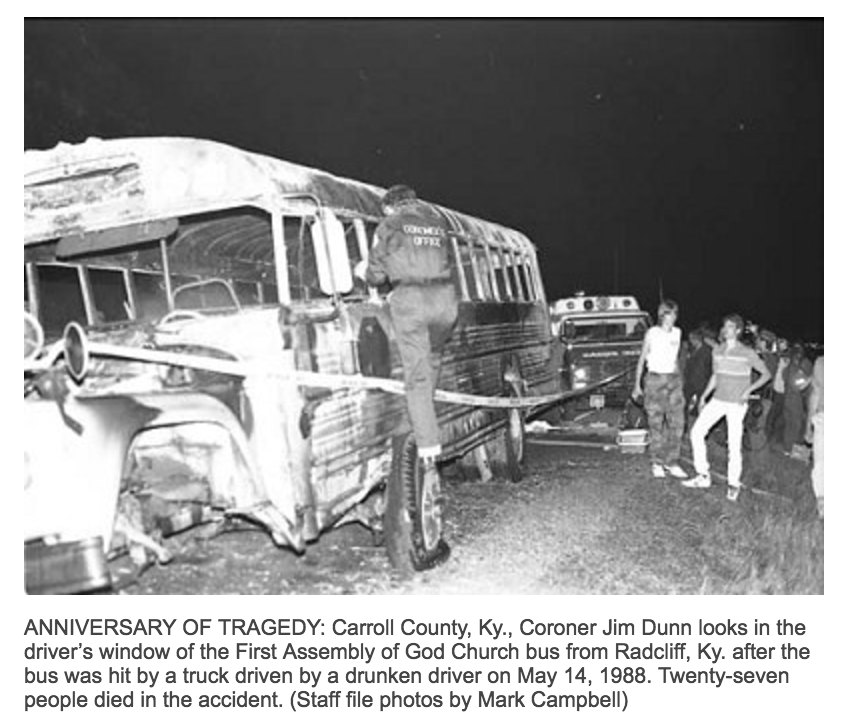 CORONER'S
OFFICE
ANNIVERSARY OF TRAGEDY: Carroll County, Ky., Coroner Jim Dunn looks in the
driver’s window of the First Assembly of God Church bus from Radcliff, Ky. after the
bus was hit by a truck driven by a drunken driver on May 14, 1988. Twenty-seven
people died in the accident. (Staff file photos by Mark Campbell)